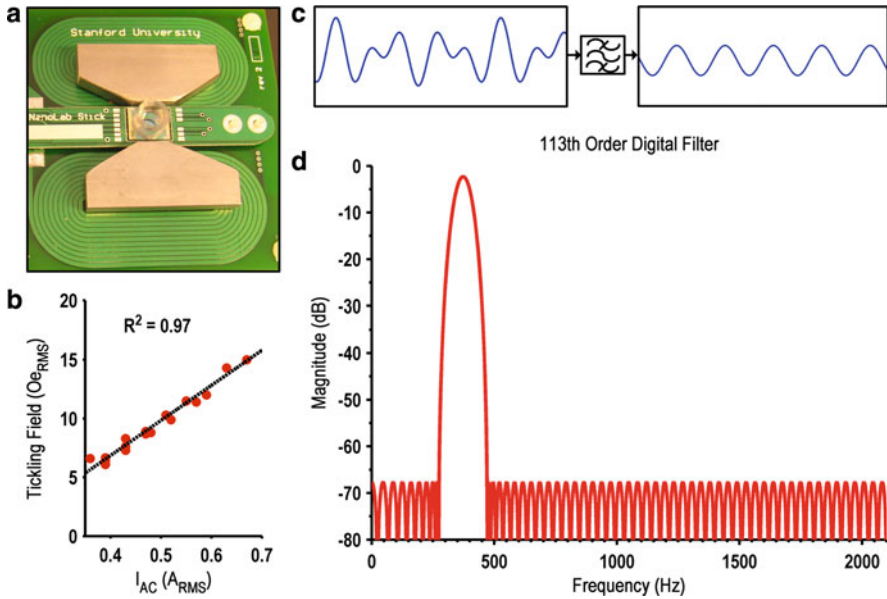 a
Stanford University
rev 2
NanoLab Stick
b
R² = 0.97
Tickling Field (Oe_RMS)
20
15
10
5
0
0.4 0.5 0.6 0.7
I_AC (A_RMS)
c
d
113th Order Digital Filter
Magnitude (dB)
0
-10
-20
-30
-40
-50
-60
-70
-80
0 500 1000 1500 2000
Frequency (Hz)